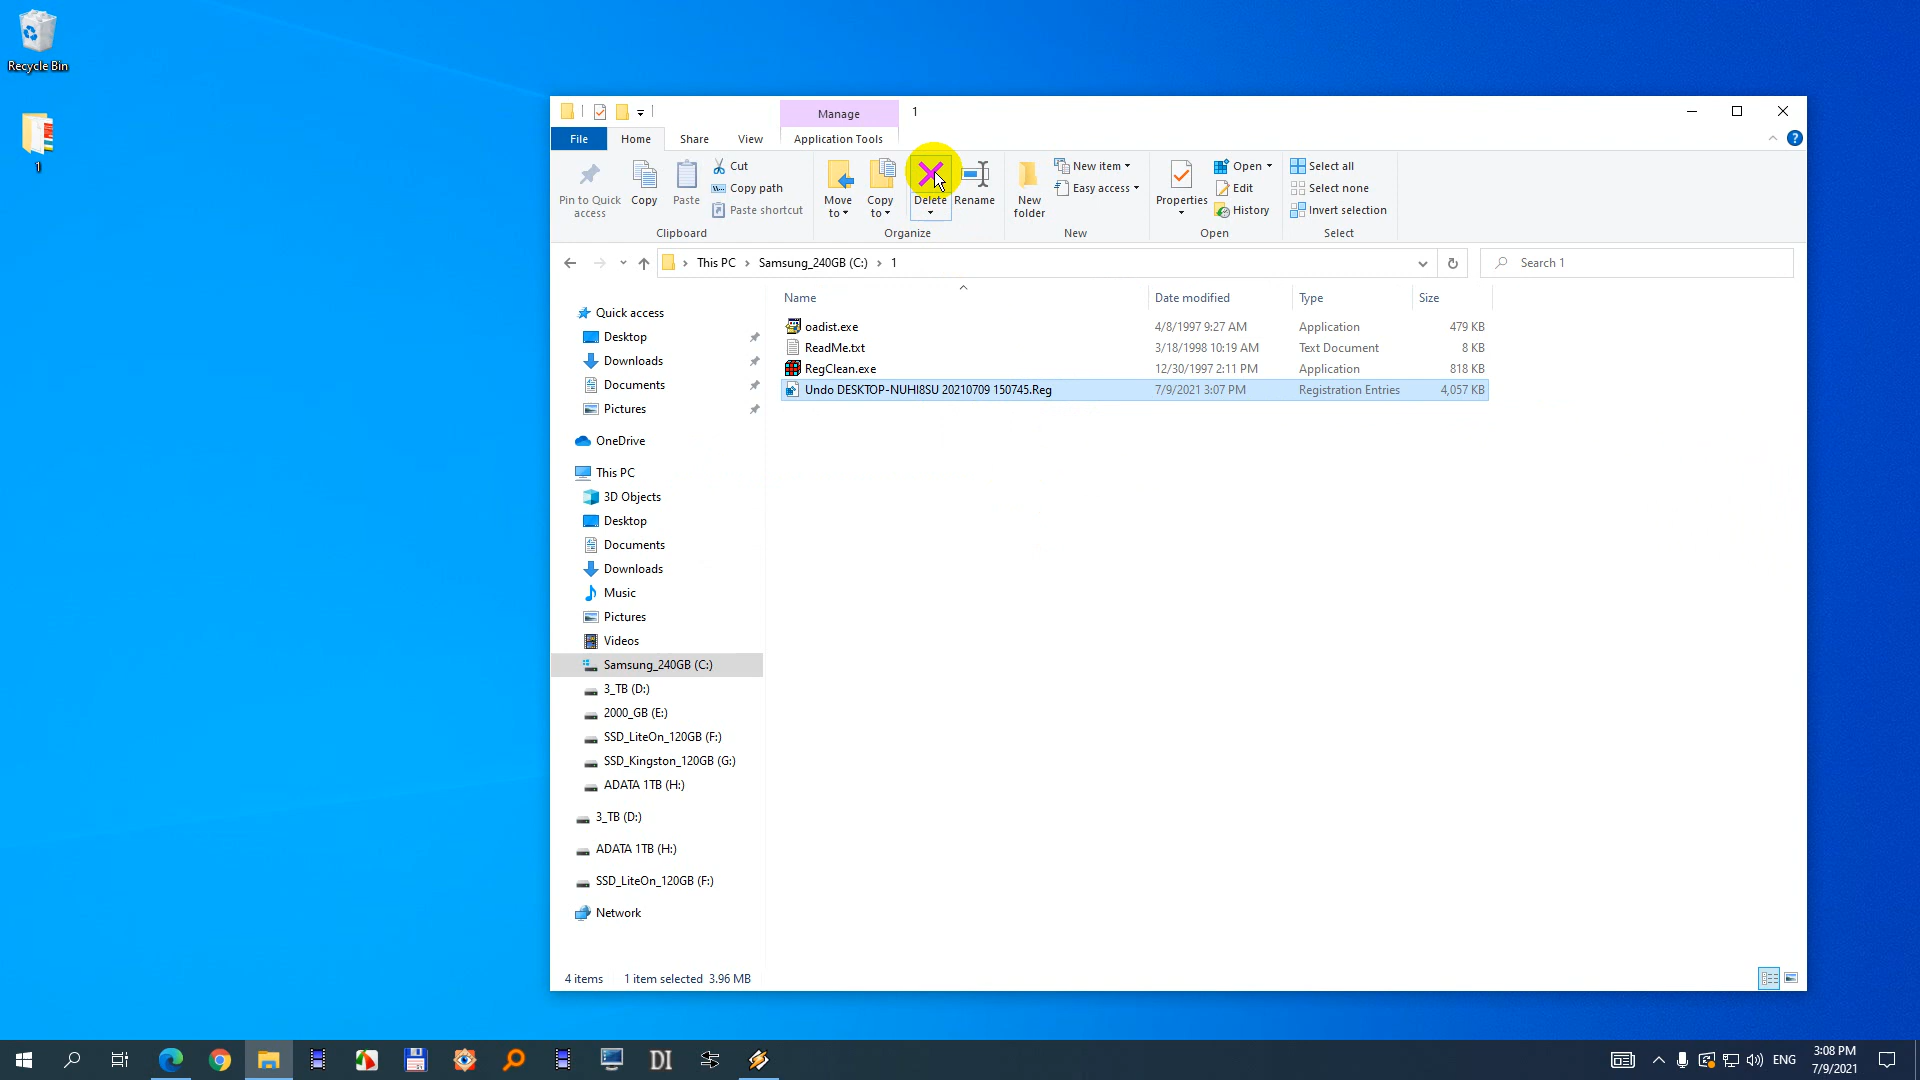 Recycle Bin
1
Manage
1
File
Home
Share
View
Application Tools
Pin to Quick access
Copy
Paste
Cut
Copy path
Paste shortcut
Clipboard
Move to
Copy to
Delete
Rename
Organize
New folder
New item
Easy access
New
Properties
Open
Edit
History
Open
Select all
Select none
Invert selection
Select
This PC
Samsung_240GB (C:)
1
Search 1
Name
Date modified
Type
Size
oadist.exe 4/8/1997 9:27 AM Application 479 KB
ReadMe.txt 3/18/1998 10:19 AM Text Document 8 KB
RegClean.exe 12/30/1997 2:11 PM Application 818 KB
Undo DESKTOP-NUHI8SU 20210709 150745.Reg 7/9/2021 3:07 PM Registration Entries 4,057 KB
Quick access
Desktop
Downloads
Documents
Pictures
OneDrive
This PC
3D Objects
Desktop
Documents
Downloads
Music
Pictures
Videos
Samsung_240GB (C:)
3_TB (D:)
2000_GB (E:)
SSD_LiteOn_120GB (F:)
SSD_Kingston_120GB (G:)
ADATA 1TB (H:)
3_TB (D:)
ADATA 1TB (H:)
SSD_LiteOn_120GB (F:)
Network
4 items
1 item selected 3.96 MB
DI
ENG
3:08 PM
7/9/2021